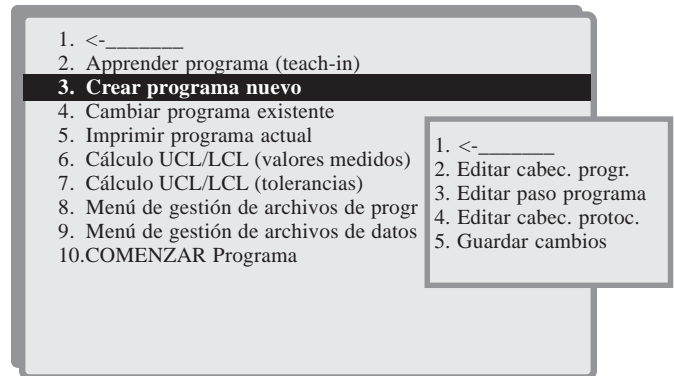 1. <-_______
2. Apprender programa (teach-in)
3. Crear programa nuevo
4. Cambiar programa existente
5. Imprimir programa actual
6. Cálculo UCL/LCL (valores medidos)
7. Cálculo UCL/LCL (tolerancias)
8. Menú de gestión de archivos de progr
9. Menú de gestión de archivos de datos
10.COMENZAR Programa
1. <-_______
2. Editar cabec. progr.
3. Editar paso programa
4. Editar cabec. protoc.
5. Guardar cambios